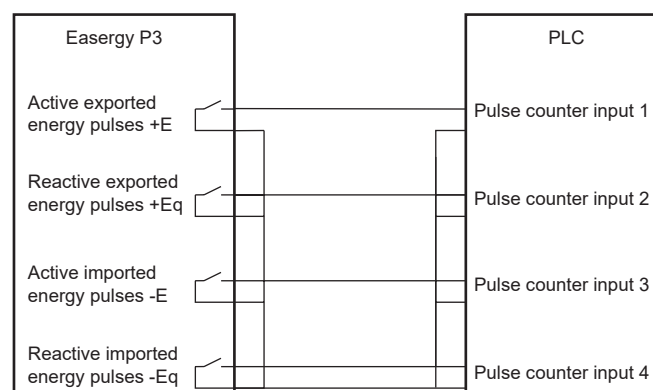 Easergy P3
PLC
Active exported
energy pulses +E
Pulse counter input 1
Reactive exported
energy pulses +Eq
Pulse counter input 2
Active imported
energy pulses -E
Pulse counter input 3
Reactive imported
energy pulses -Eq
Pulse counter input 4